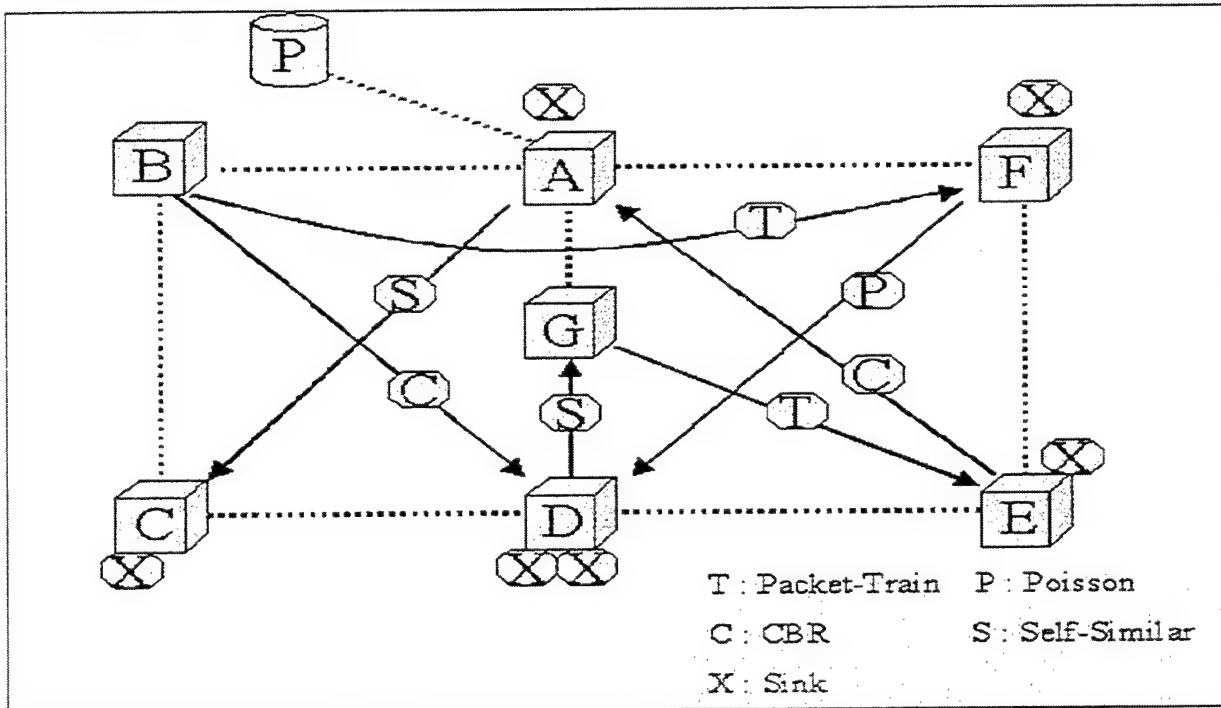 P
X
X
B
A
F
T
S
P
G
C
C
S
T
X
C
D
E
X
X
X
T : Packet-Train P : Poisson
C : CBR S : Self-Similar
X : Sink